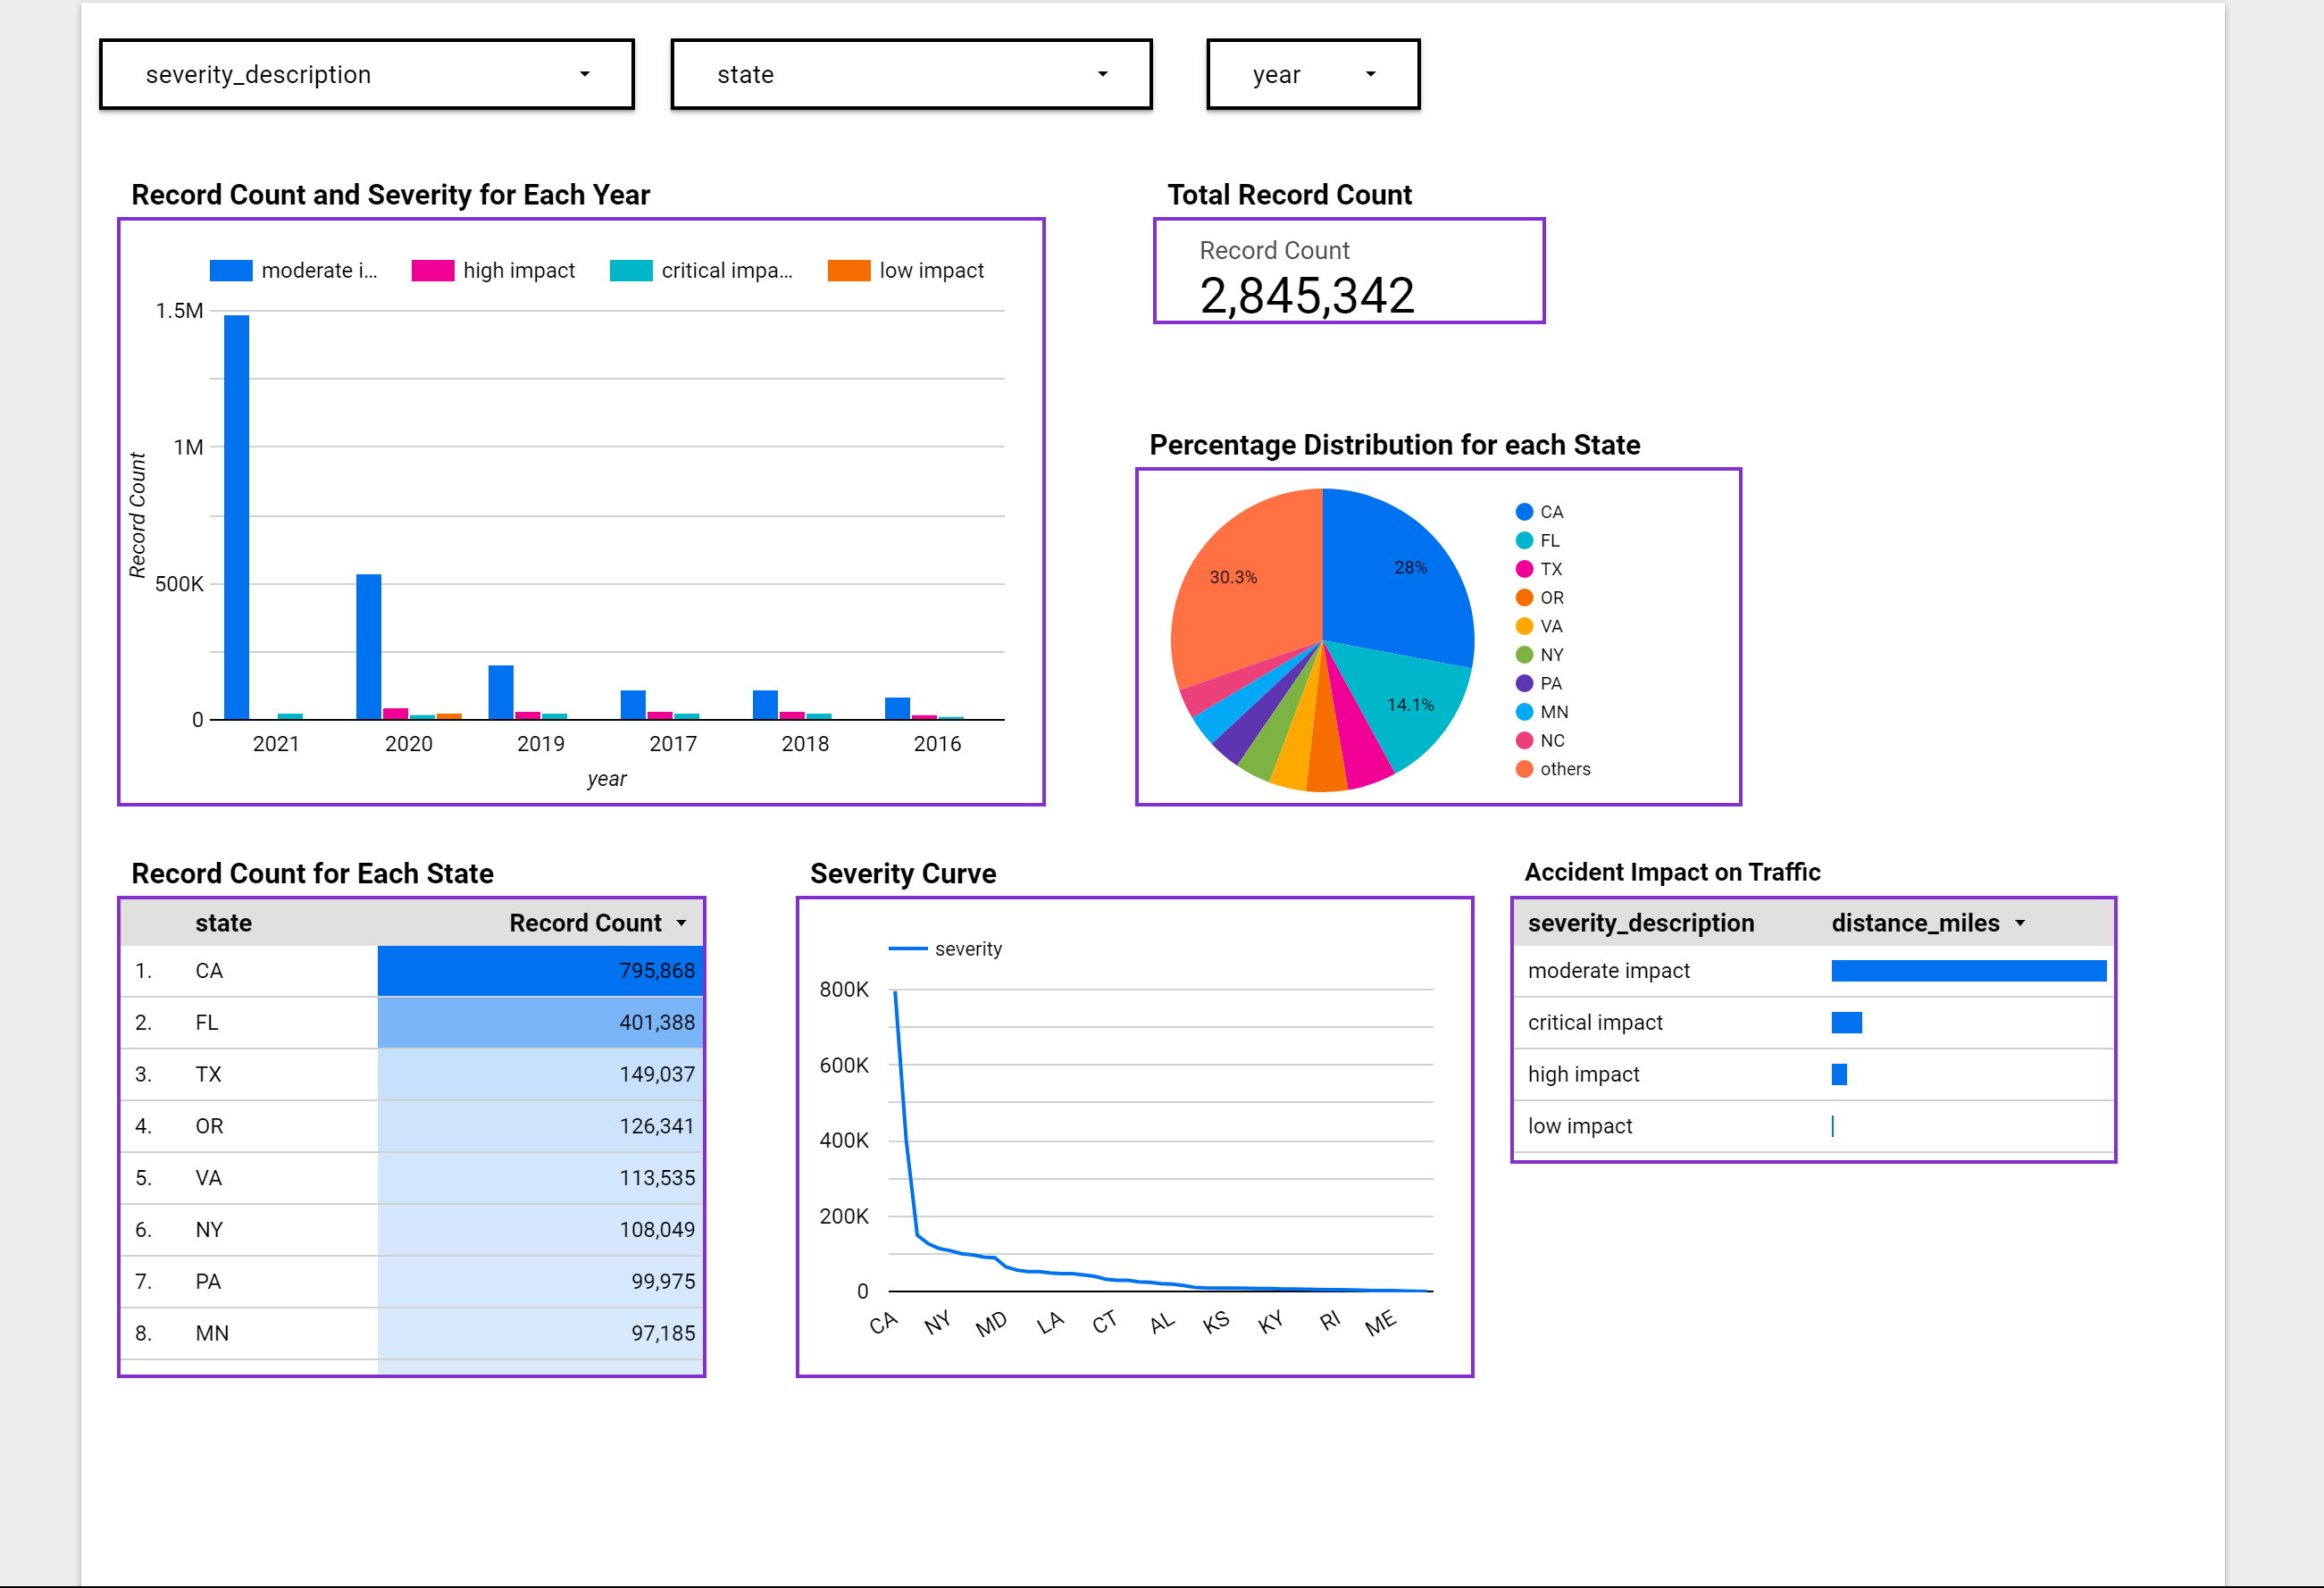 severity_description
state
year
Record Count and Severity for Each Year
moderate i...
high impact
critical impa...
low impact
1.5M
1M
500K
0
Record Count
2021
2020
2019
2017
2018
2016
year
Total Record Count
Record Count
2,845,342
Percentage Distribution for each State
30.3%
28%
14.1%
CA
FL
TX
OR
VA
NY
PA
MN
NC
others
Record Count for Each State
state Record Count
1. CA 795,868
2. FL 401,388
3. TX 149,037
4. OR 126,341
5. VA 113,535
6. NY 108,049
7. PA 99,975
8. MN 97,185
Severity Curve
severity
800K
600K
400K
200K
0
CA
NY
MD
LA
CT
AL
KS
KY
RI
ME
Accident Impact on Traffic
severity_description distance_miles
moderate impact
critical impact
high impact
low impact